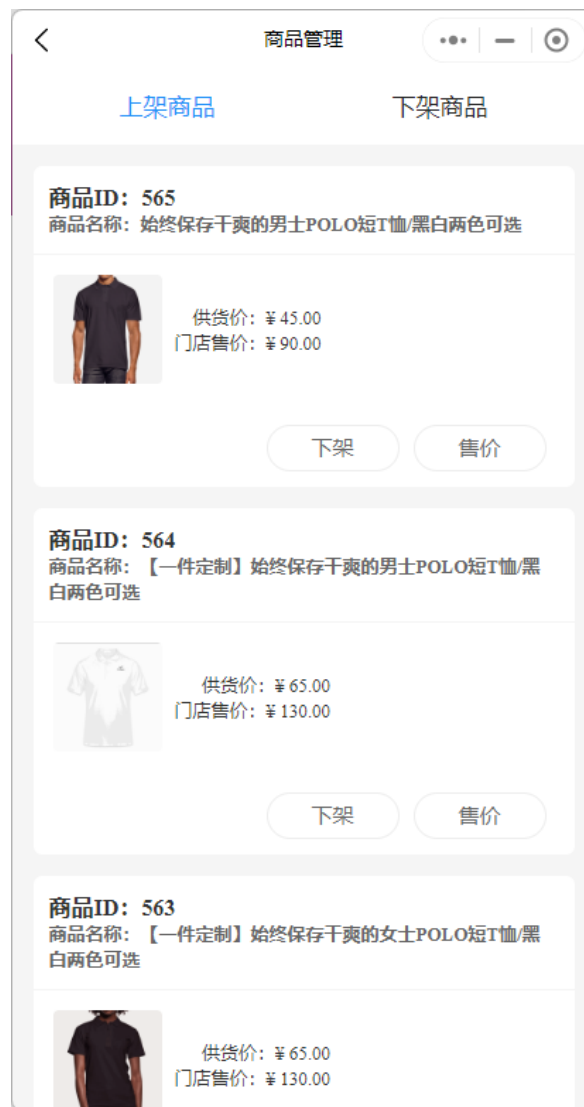 商品管理
上架商品
下架商品
商品ID：565
商品名称：始终保存干爽的男士POLO短T恤/黑白两色可选
供货价：¥ 45.00
门店售价：¥ 90.00
下架
售价
商品ID：564
商品名称：【一件定制】始终保存干爽的男士POLO短T恤/黑
白两色可选
供货价：¥ 65.00
门店售价：¥ 130.00
下架
售价
商品ID：563
商品名称：【一件定制】始终保存干爽的女士POLO短T恤/黑
白两色可选
供货价：¥ 65.00
门店售价：¥ 130.00